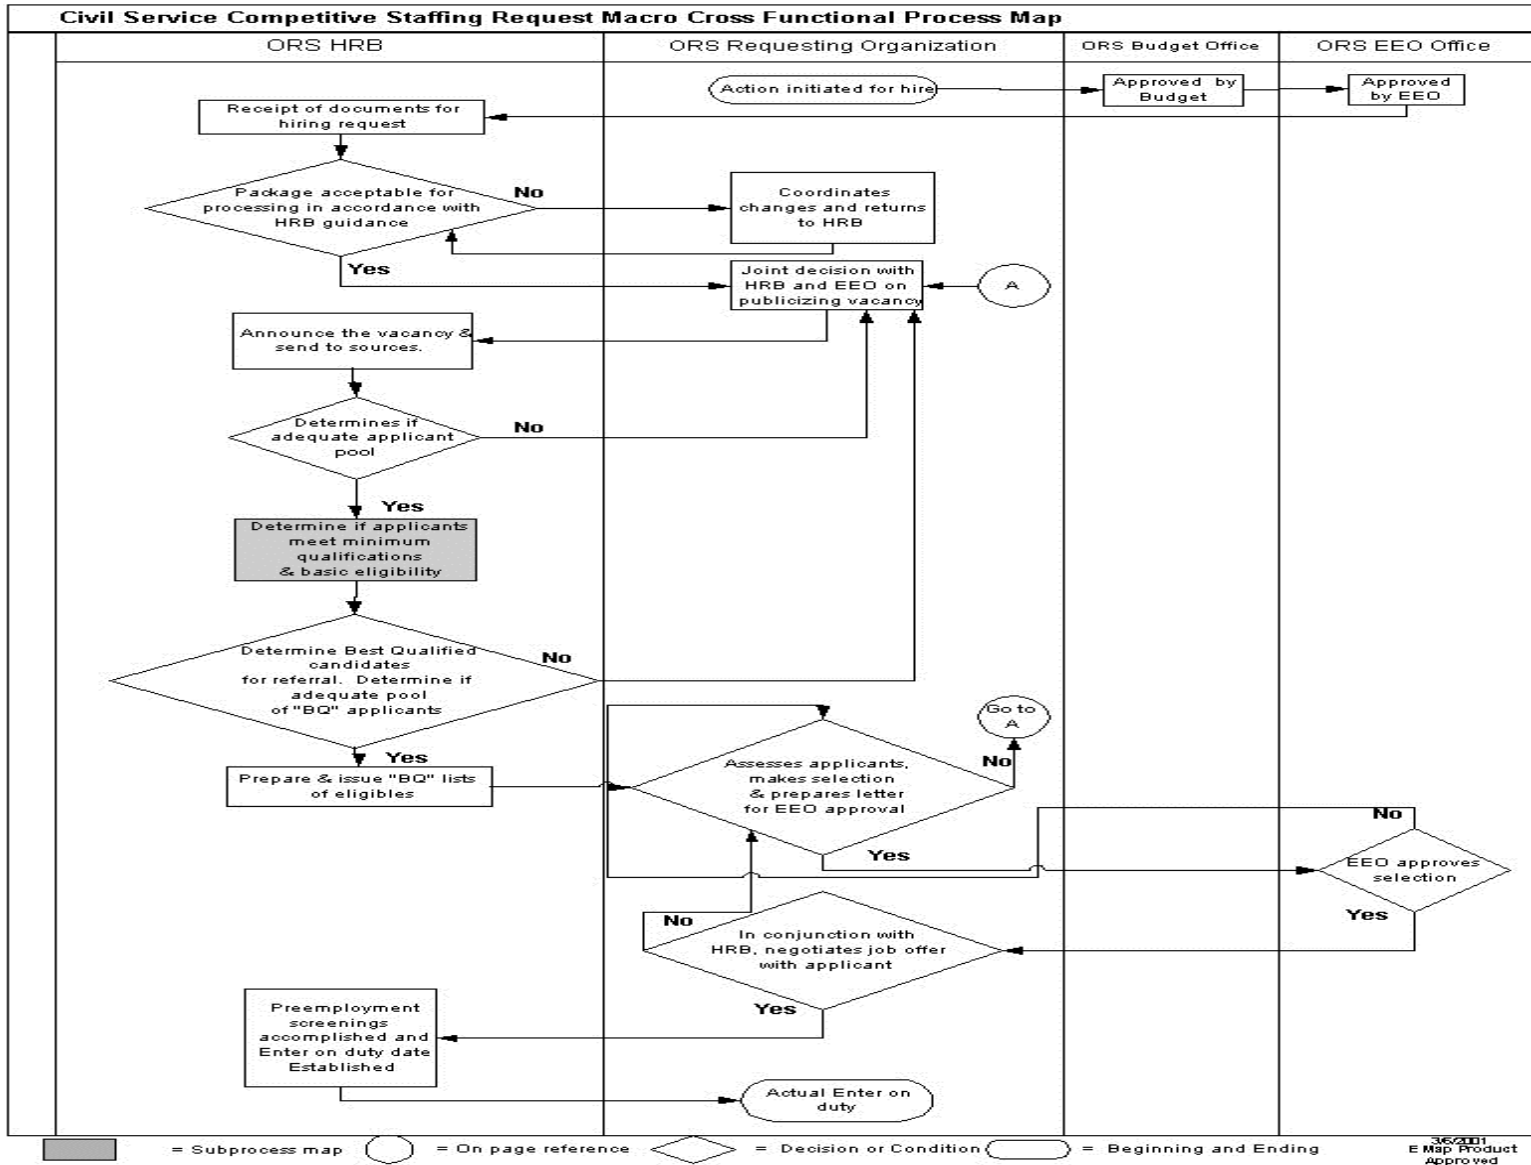 Civil Service Competitive Staffing Request Macro Cross Functional Process Map
ORS HRB
ORS Requesting Organization
ORS Budget Office
ORS EEO Office
Action initiated for hire
Approved by
Budget
Approved
by EEO
Receipt of documents for
hiring request
Package acceptable for
processing in accordance with
HRB guidance
No
Coordinates
changes and returns
to HRB
Yes
Joint decision with
HRB and EEO on
publicizing vacancy
A
Announce the vacancy &
send to sources.
Determines if
adequate applicant
pool
No
Yes
Determine if applicants
meet minimum
qualifications
& basic eligibility
Determine Best Qualified
candidates
for referral. Determine if
adequate pool
of "BQ" applicants
No
Yes
Prepare & issue "BQ" lists
of eligibles
Assesses applicants,
makes selection
& prepares letter
for EEO approval
No
Go to
A
Yes
No
EEO approves
selection
Yes
In conjunction with
HRB, negotiates job offer
with applicant
No
Yes
Preemployment
screenings
accomplished and
Enter on duty date
Established
Actual Enter on
duty
= Subprocess map
= On page reference
= Decision or Condition
= Beginning and Ending
3/6/2001
E Map Product
Approved